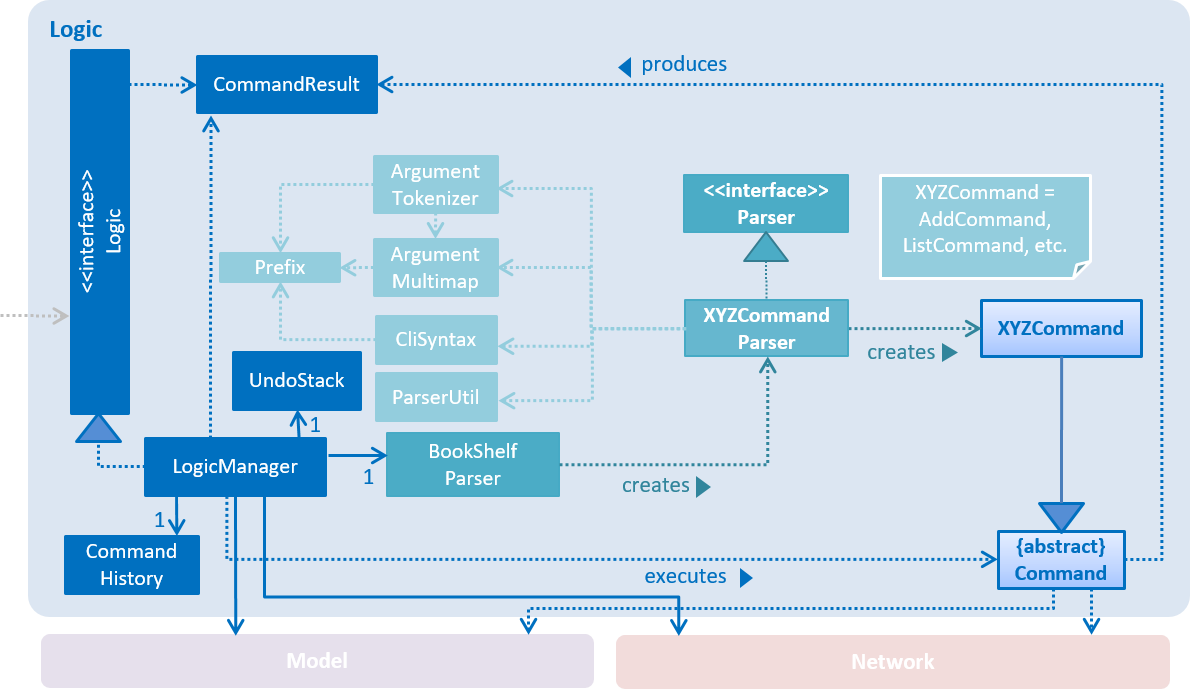 Logic
produces
CommandResult
<<interface>>
Logic
Argument
Tokenizer
<<interface>>
Parser
XYZCommand =
AddCommand,
ListCommand, etc.
Prefix
Argument
Multimap
XYZCommand
Parser
XYZCommand
CliSyntax
creates
UndoStack
ParserUtil
1
LogicManager
BookShelf
Parser
1
creates
1
Command
History
{abstract}
Command
executes
Model
Network